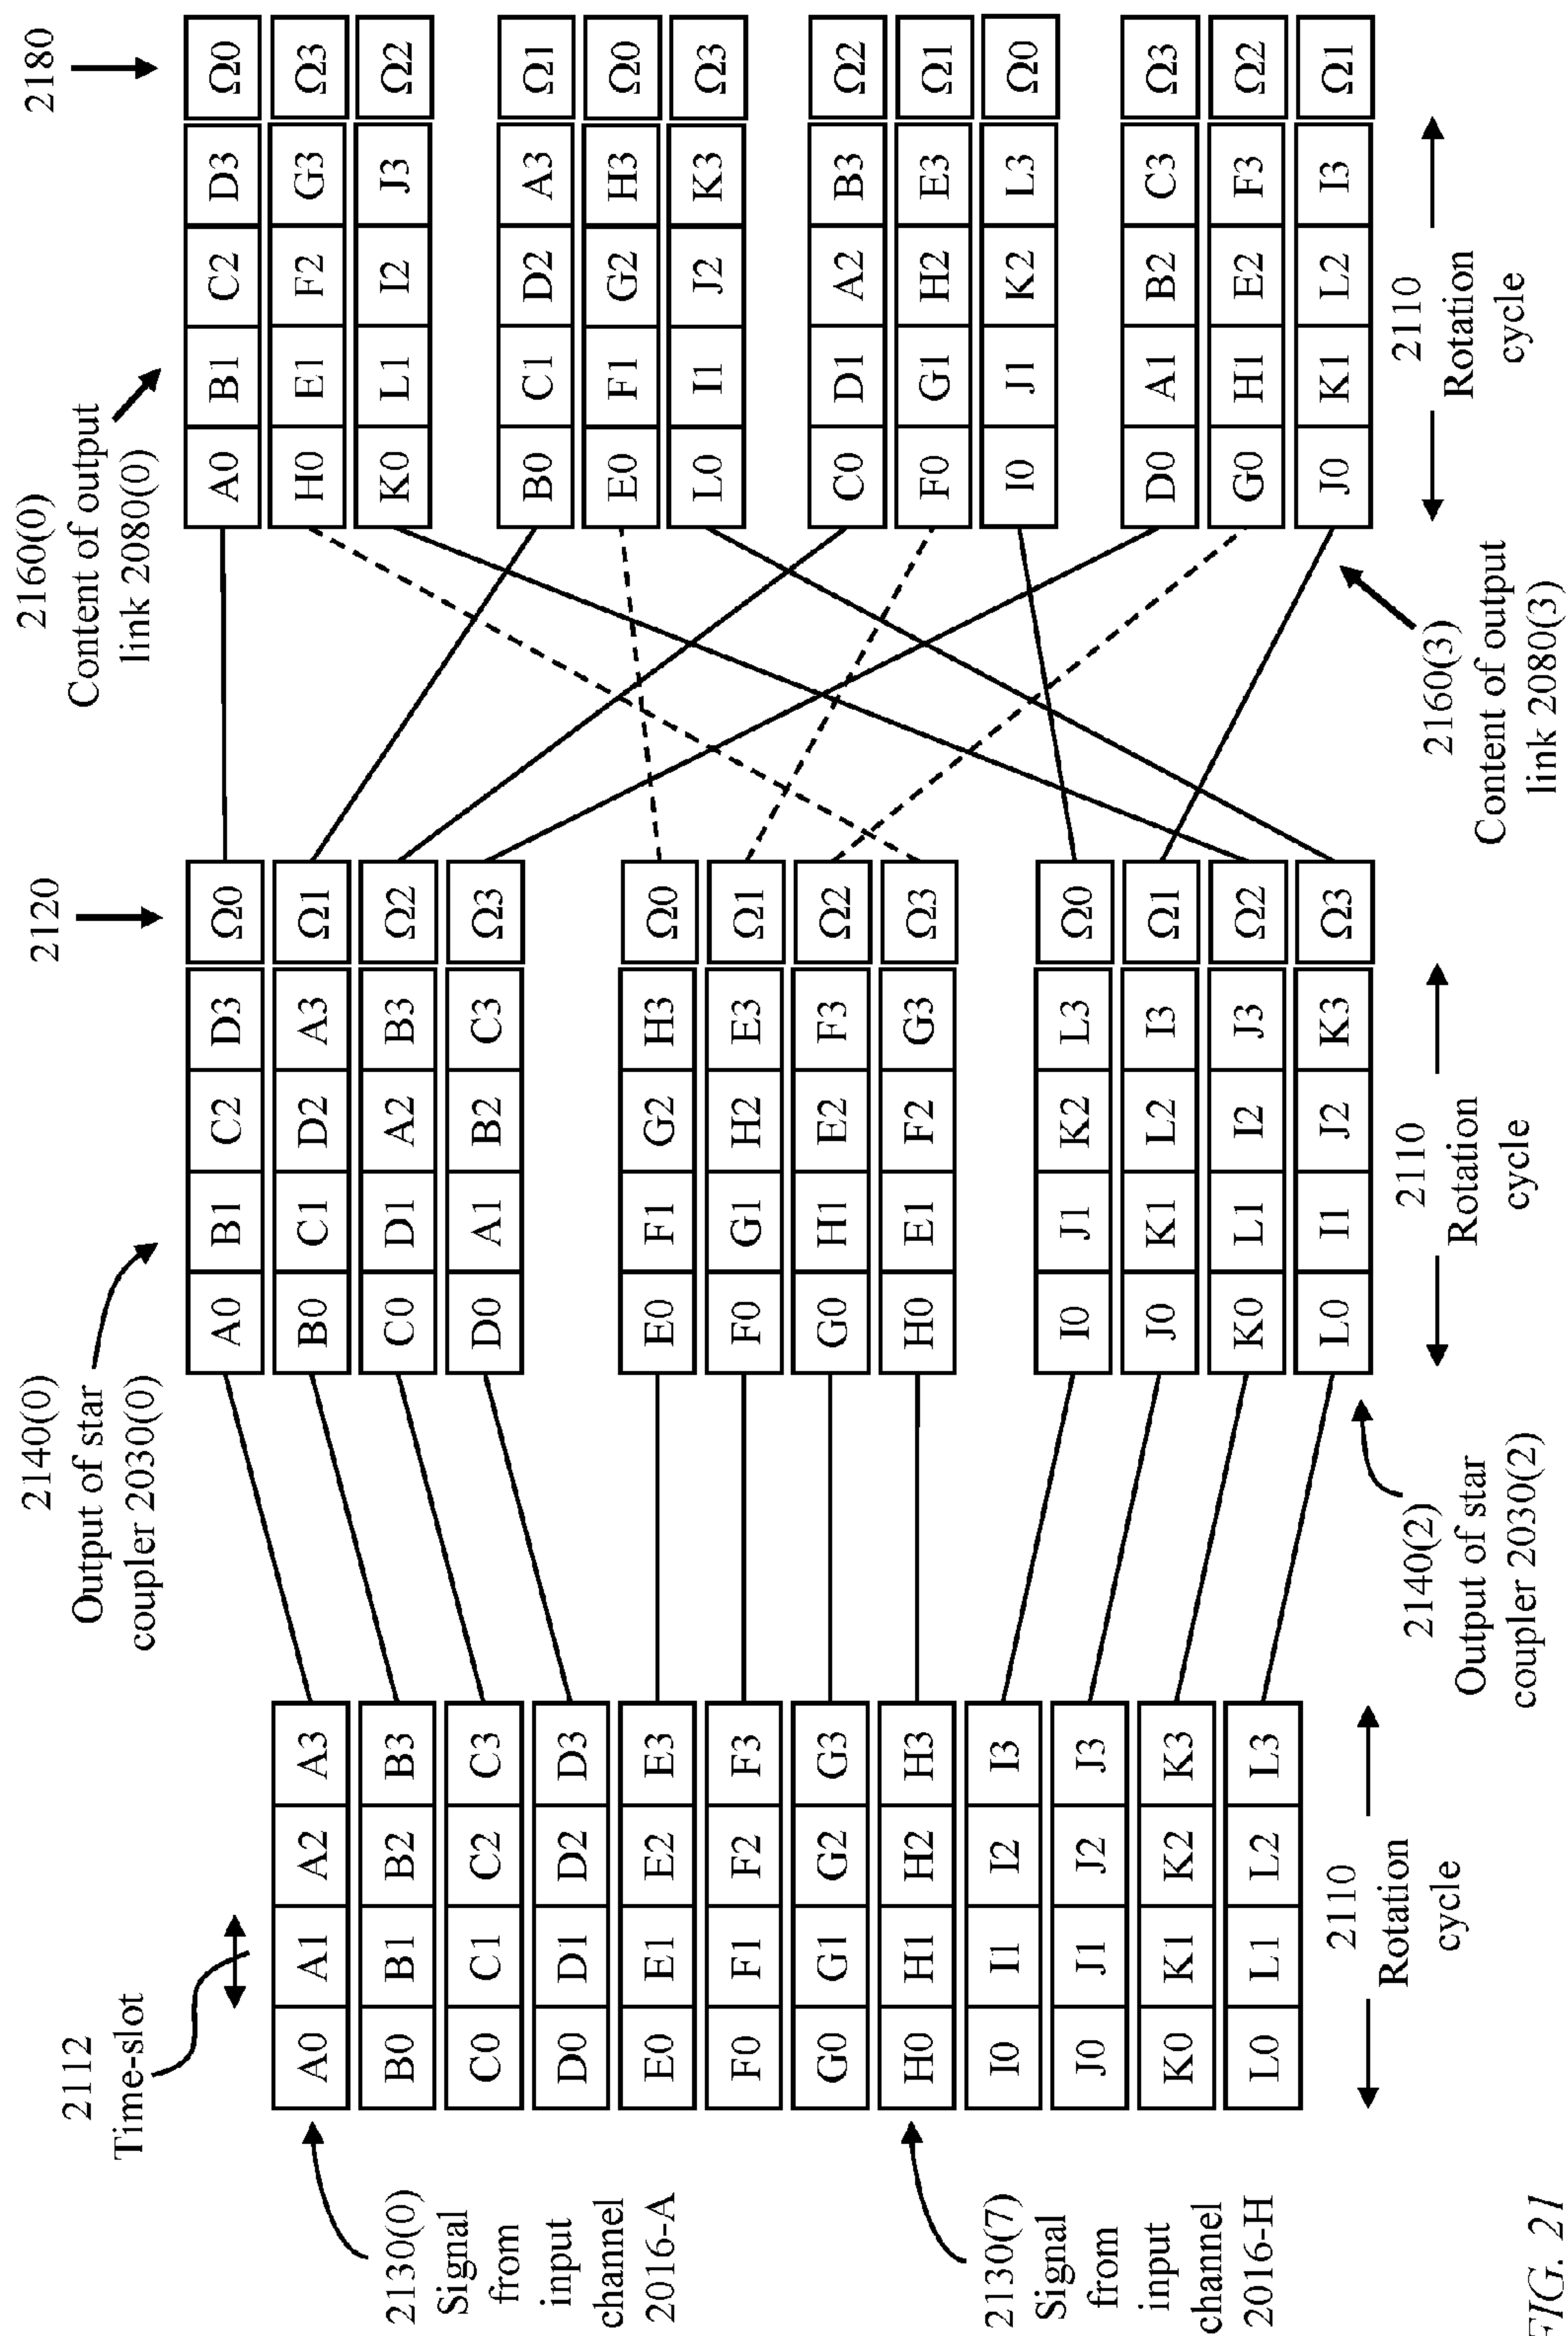 2112
Time-slot
2130(0)
Signal
from
input
channel
2016-A
2130(7)
Signal
from
input
channel
2016-H
A0 A1 A2 A3
B0 B1 B2 B3
C0 C1 C2 C3
D0 D1 D2 D3
E0 E1 E2 E3
F0 F1 F2 F3
G0 G1 G2 G3
H0 H1 H2 H3
I0 I1 I2 I3
J0 J1 J2 J3
K0 K1 K2 K3
L0 L1 L2 L3
2110
Rotation
cycle
2140(0)
Output of star
coupler 2030(0)
2120
A0 B1 C2 D3 Ω0
B0 C1 D2 A3 Ω1
C0 D1 A2 B3 Ω2
D0 A1 B2 C3 Ω3
E0 F1 G2 H3 Ω0
F0 G1 H2 E3 Ω1
G0 H1 E2 F3 Ω2
H0 E1 F2 G3 Ω3
I0 J1 K2 L3 Ω0
J0 K1 L2 I3 Ω1
K0 L1 I2 J3 Ω2
L0 I1 J2 K3 Ω3
2110
Rotation
cycle
2140(2)
Output of star
coupler 2030(2)
2160(0)
Content of output
link 2080(0)
2180
A0 B1 C2 D3 Ω0
H0 E1 F2 G3 Ω3
K0 L1 I2 J3 Ω2
B0 C1 D2 A3 Ω1
E0 F1 G2 H3 Ω0
L0 I1 J2 K3 Ω3
C0 D1 A2 B3 Ω2
F0 G1 H2 E3 Ω1
I0 J1 K2 L3 Ω0
D0 A1 B2 C3 Ω3
G0 H1 E2 F3 Ω2
J0 K1 L2 I3 Ω1
2110
Rotation
cycle
2160(3)
Content of output
link 2080(3)
FIG. 21